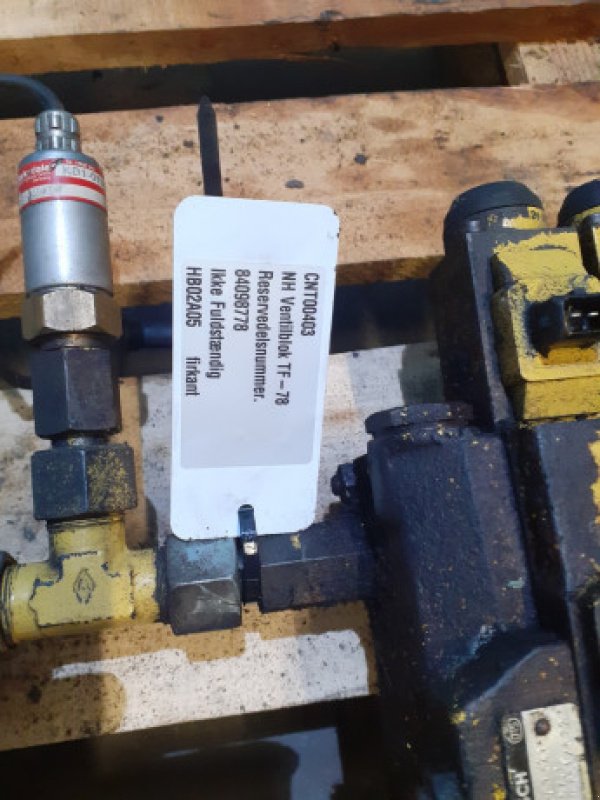 CNT00403
NH Ventilblok TF – 78
Reservedelsnummer.
84098778
Ikke Fuldstændig
HB02A05 firkant